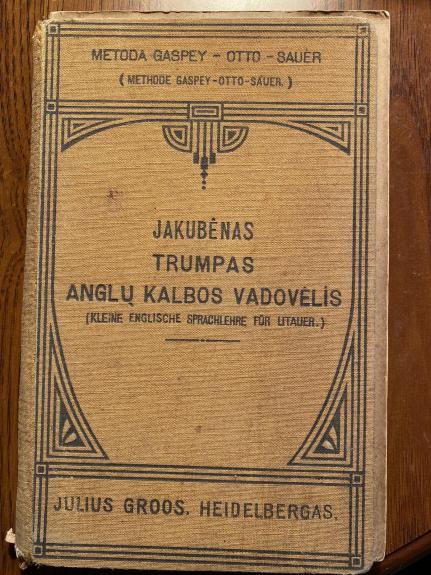 METODA GASPEY - OTTO - SAUER
(METHODE GASPEY-OTTO-SAUER.)
JAKUBĖNAS
TRUMPAS
ANGLŲ KALBOS VADOVĖLIS
(KLEINE ENGLISCHE SPRACHLEHRE FÜR LITAUER.)
JULIUS GROOS, HEIDELBERGAS.